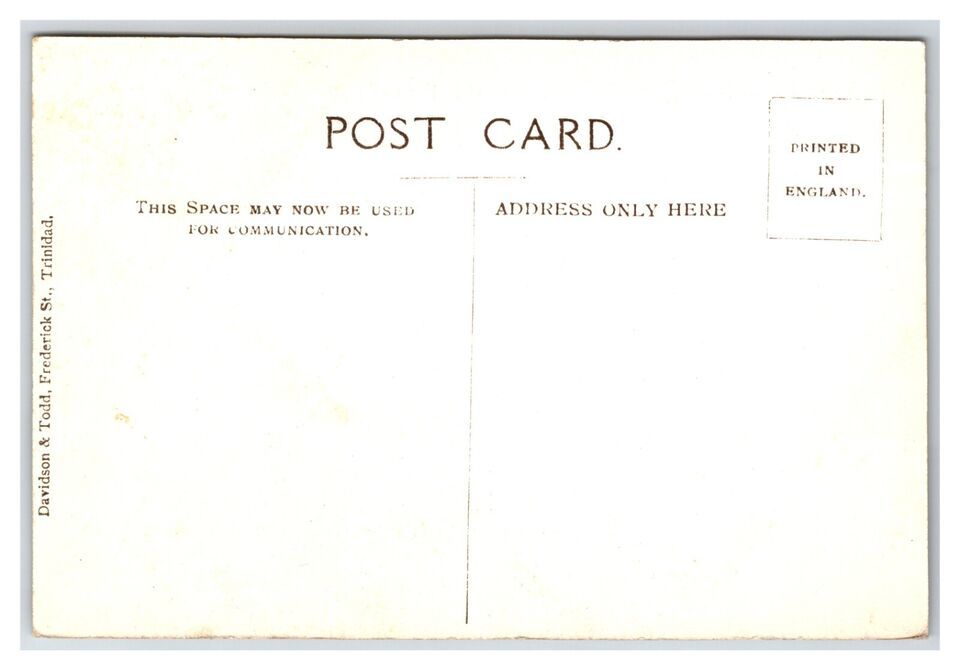 POST CARD.
PRINTED
IN
ENGLAND.
THIS SPACE MAY NOW BE USED
FOR COMMUNICATION.
ADDRESS ONLY HERE
Davidson & Todd, Frederick St., Trinidad.